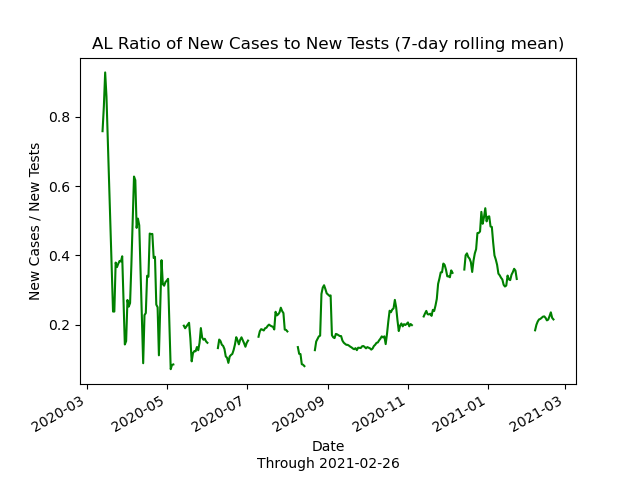 AL Ratio of New Cases to New Tests (7-day rolling mean)
New Cases / New Tests
0.8
0.6
0.4
0.2
2020-03
2020-05
2020-07
2020-09
2020-11
2021-01
2021-03
Date
Through 2021-02-26